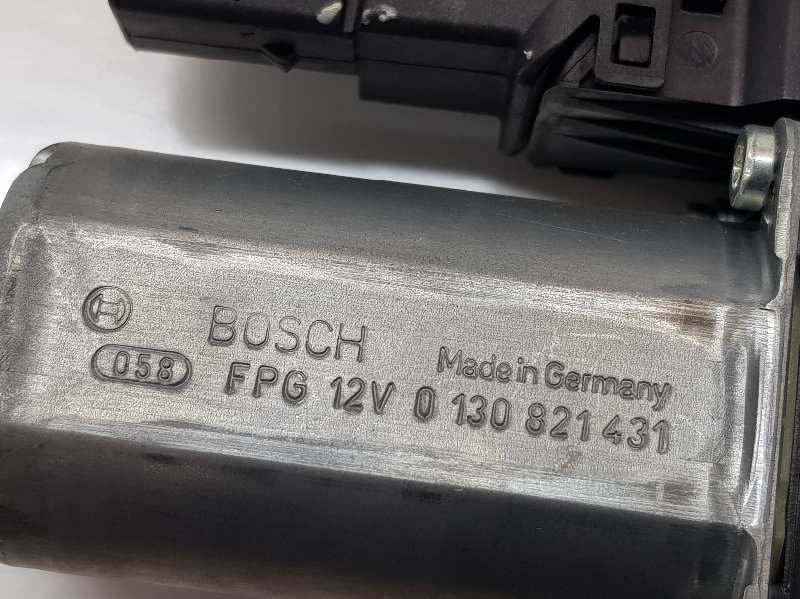 BOSCH Made in Germany
058 FPG 12V 0 130 821 431